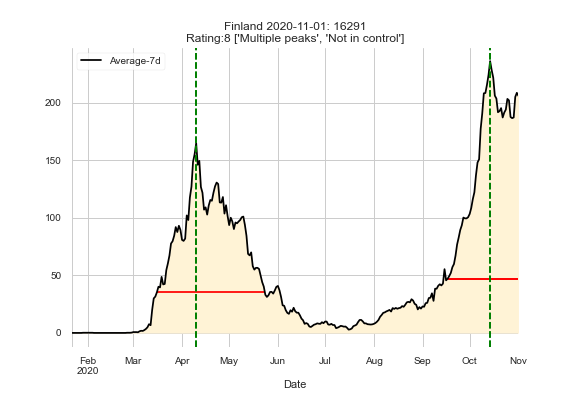 Finland 2020-11-01: 16291
Rating:8 ['Multiple peaks', 'Not in control']
Average-7d
200
150
100
50
0
Feb Mar Apr May Jun Jul Aug Sep Oct Nov
2020
Date